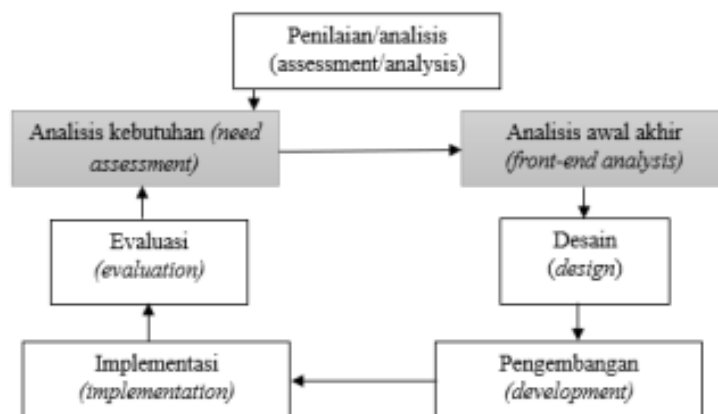 Penilaian/analisis
(assessment/analysis)
Analisis kebutuhan (need
assessment)
Analisis awal akhir
(front-end analysis)
Evaluasi
(evaluation)
Desain
(design)
Implementasi
(implementation)
Pengembangan
(development)